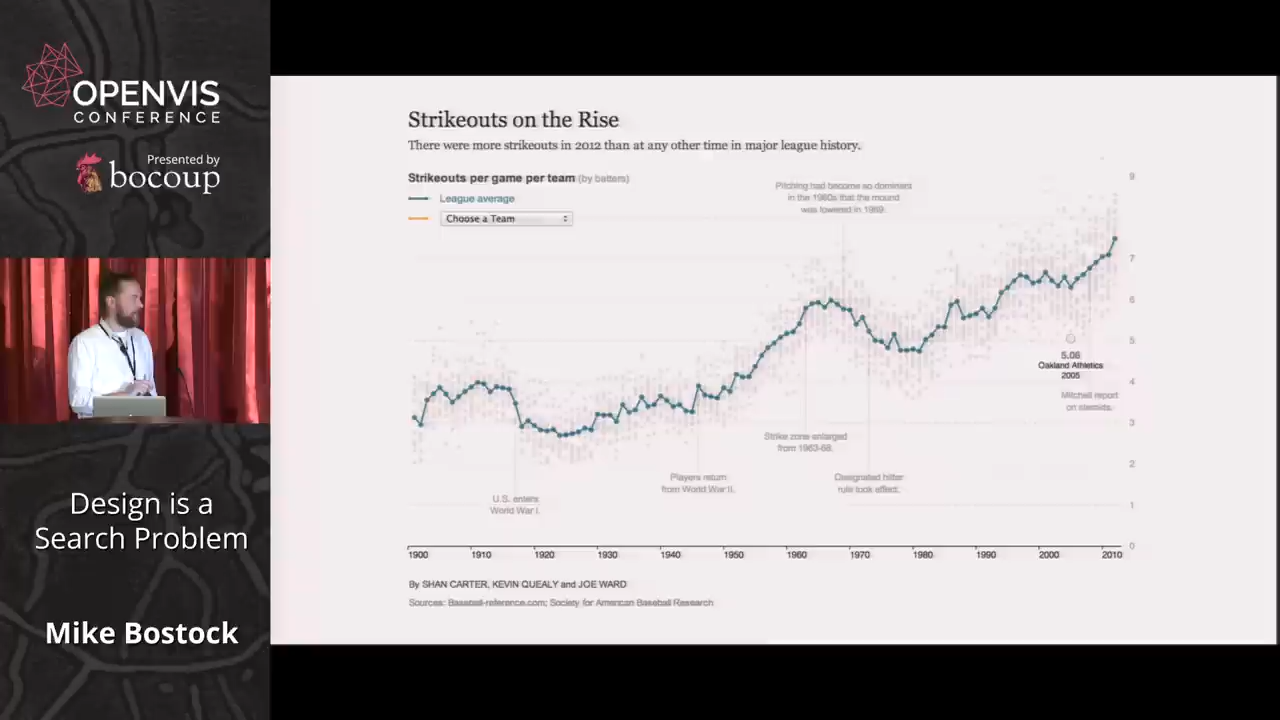 OPENVIS
CONFERENCE
Presented by
bocoup
Design is a
Search Problem
Mike Bostock
Strikeouts on the Rise
There were more strikeouts in 2012 than at any other time in major league history.
Strikeouts per game per team (by batters)
League average
Choose a Team
Pitching had become so dominant
in the 1960s that the mound
was lowered in 1969.
9
7
6
5
4
3
2
1
0
5.06
Oakland Athletics
2005
Mitchell report
on steroids.
Strike zone enlarged
from 1963-68.
Players return
from World War II.
Designated hitter
rule took effect.
U.S. enters
World War I.
1900 1910 1920 1930 1940 1950 1960 1970 1980 1990 2000 2010
By SHAN CARTER, KEVIN QUEALY and JOE WARD
Sources: Baseball-reference.com; Society for American Baseball Research